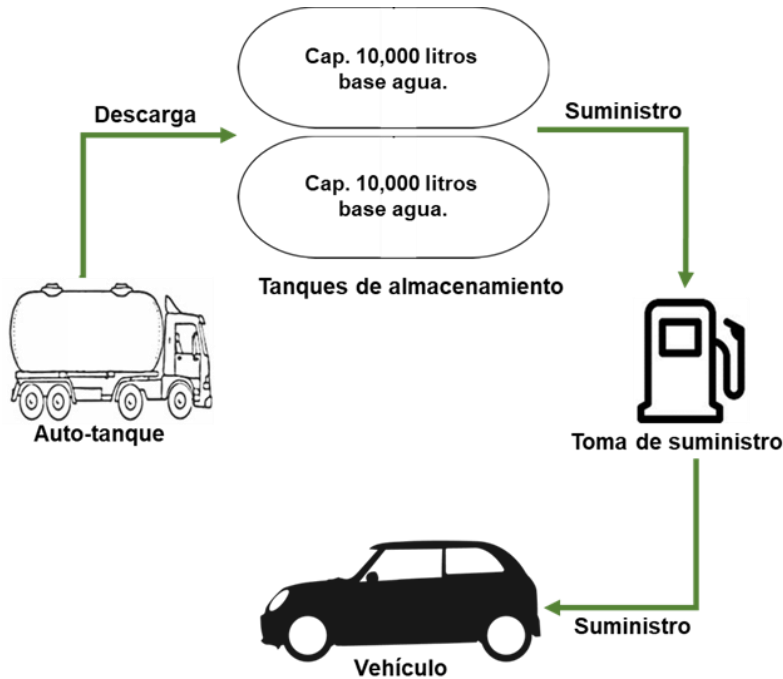 Cap. 10,000 litros
base agua.
Descarga
Suministro
Cap. 10,000 litros
base agua.
Tanques de almacenamiento
Auto-tanque
Toma de suministro
Suministro
Vehículo